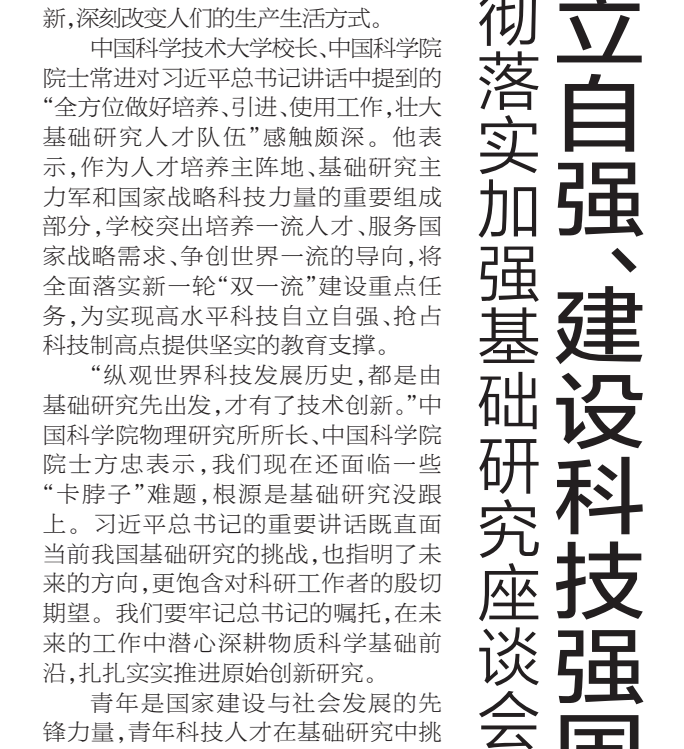 新,深刻改变人们的生产生活方式。
中国科学技术大学校长、中国科学院
院士常进对习近平总书记讲话中提到的
“全方位做好培养、引进、使用工作,壮大
基础研究人才队伍”感触颇深。他表
示,作为人才培养主阵地、基础研究主
力军和国家战略科技力量的重要组成
部分,学校突出培养一流人才、服务国
家战略需求、争创世界一流的导向,将
全面落实新一轮“双一流”建设重点任
务,为实现高水平科技自立自强、抢占
科技制高点提供坚实的教育支撑。
“纵观世界科技发展历史,都是由
基础研究先出发,才有了技术创新。”中
国科学院物理研究所所长、中国科学院
院士方忠表示,我们现在还面临一些
“卡脖子”难题,根源是基础研究没跟
上。习近平总书记的重要讲话既直面
当前我国基础研究的挑战,也指明了未
来的方向,更饱含对科研工作者的殷切
期望。我们要牢记总书记的嘱托,在未
来的工作中潜心深耕物质科学基础前
沿,扎扎实实推进原始创新研究。
青年是国家建设与社会发展的先
锋力量,青年科技人才在基础研究中挑
立自强、建设科技强国
彻落实加强基础研究座谈会